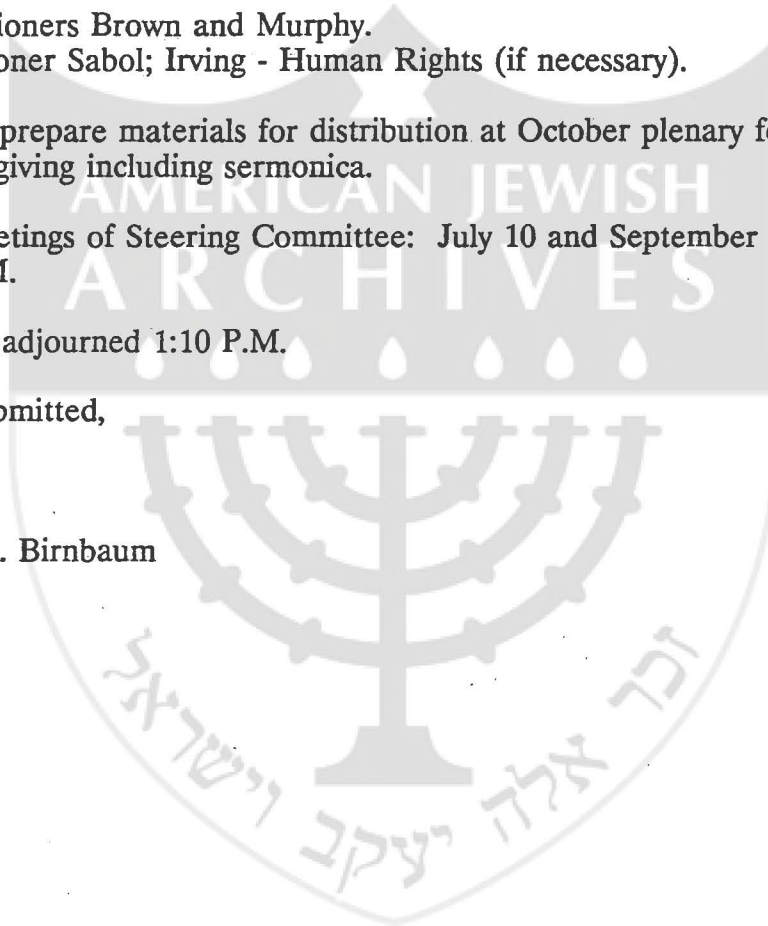 ioners Brown and Murphy.
oner Sabol; Irving - Human Rights (if necessary).
prepare materials for distribution at October plenary f
giving including sermonica.
etings of Steering Committee: July 10 and September
adjourned 1:10 P.M.
omitted,
. Birnbaum
AMERICAN JEWISH
ARCHIVES
זכר אלה יעקב וישראל